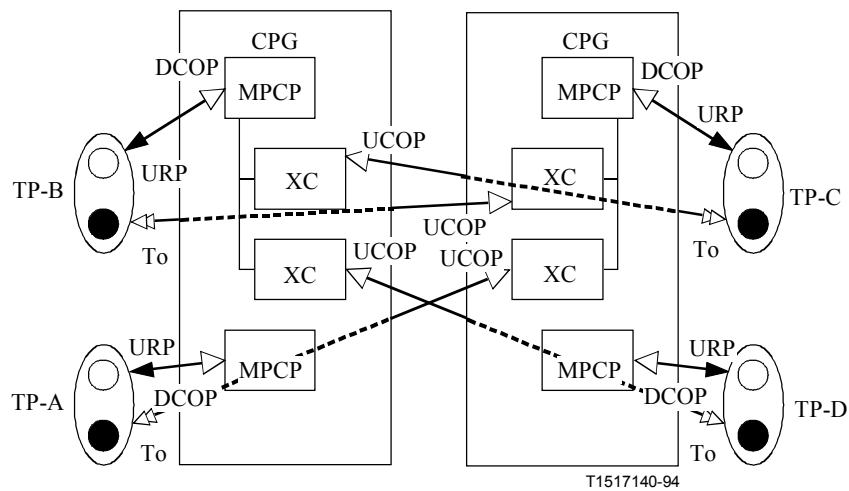 CPG
CPG
DCOP
DCOP
MPCP
MPCP
URP
UCOP
URP
XC
XC
TP-B
TP-C
UCOP
To
To
UCOP
UCOP
XC
XC
URP
URP
MPCP
MPCP
TP-A
DCOP
DCOP
TP-D
To
To
T1517140-94